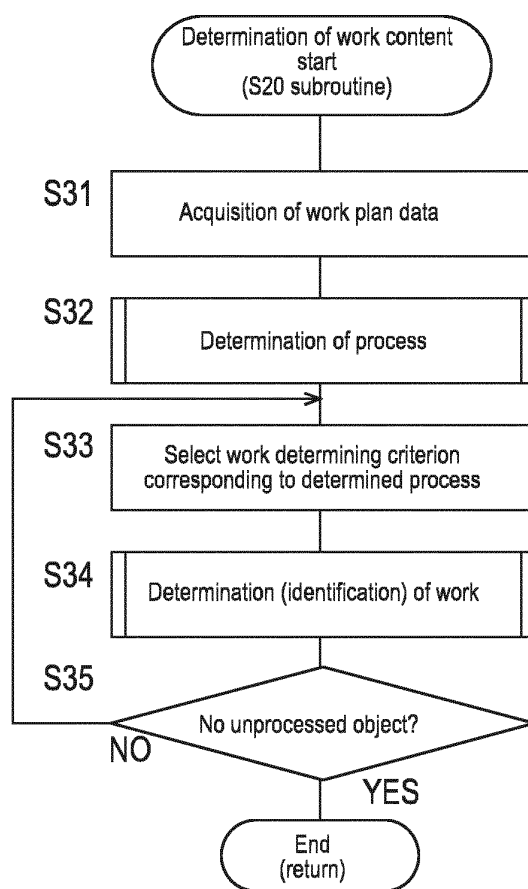 Determination of work content
start
(S20 subroutine)
S31
Acquisition of work plan data
S32
Determination of process
S33
Select work determining criterion
corresponding to determined process
S34
Determination (identification) of work
S35
No unprocessed object?
NO
YES
End
(return)